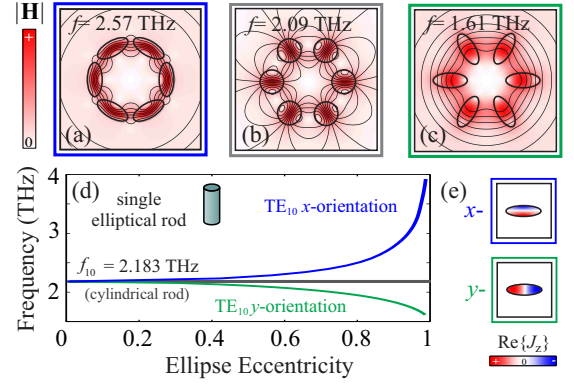 |H|
+
0
f= 2.57 THz
(a)
f= 2.09 THz
(b)
f= 1.61 THz
(c)
Frequency (THz)
4
3
2
(d)
single
elliptical rod
TE10 x-orientation
f10 = 2.183 THz
(cylindrical rod)
TE10 y-orientation
0 0.2 0.4 0.6 0.8 1
Ellipse Eccentricity
(e)
x-
y-
Re{Jz}
+ 0 -